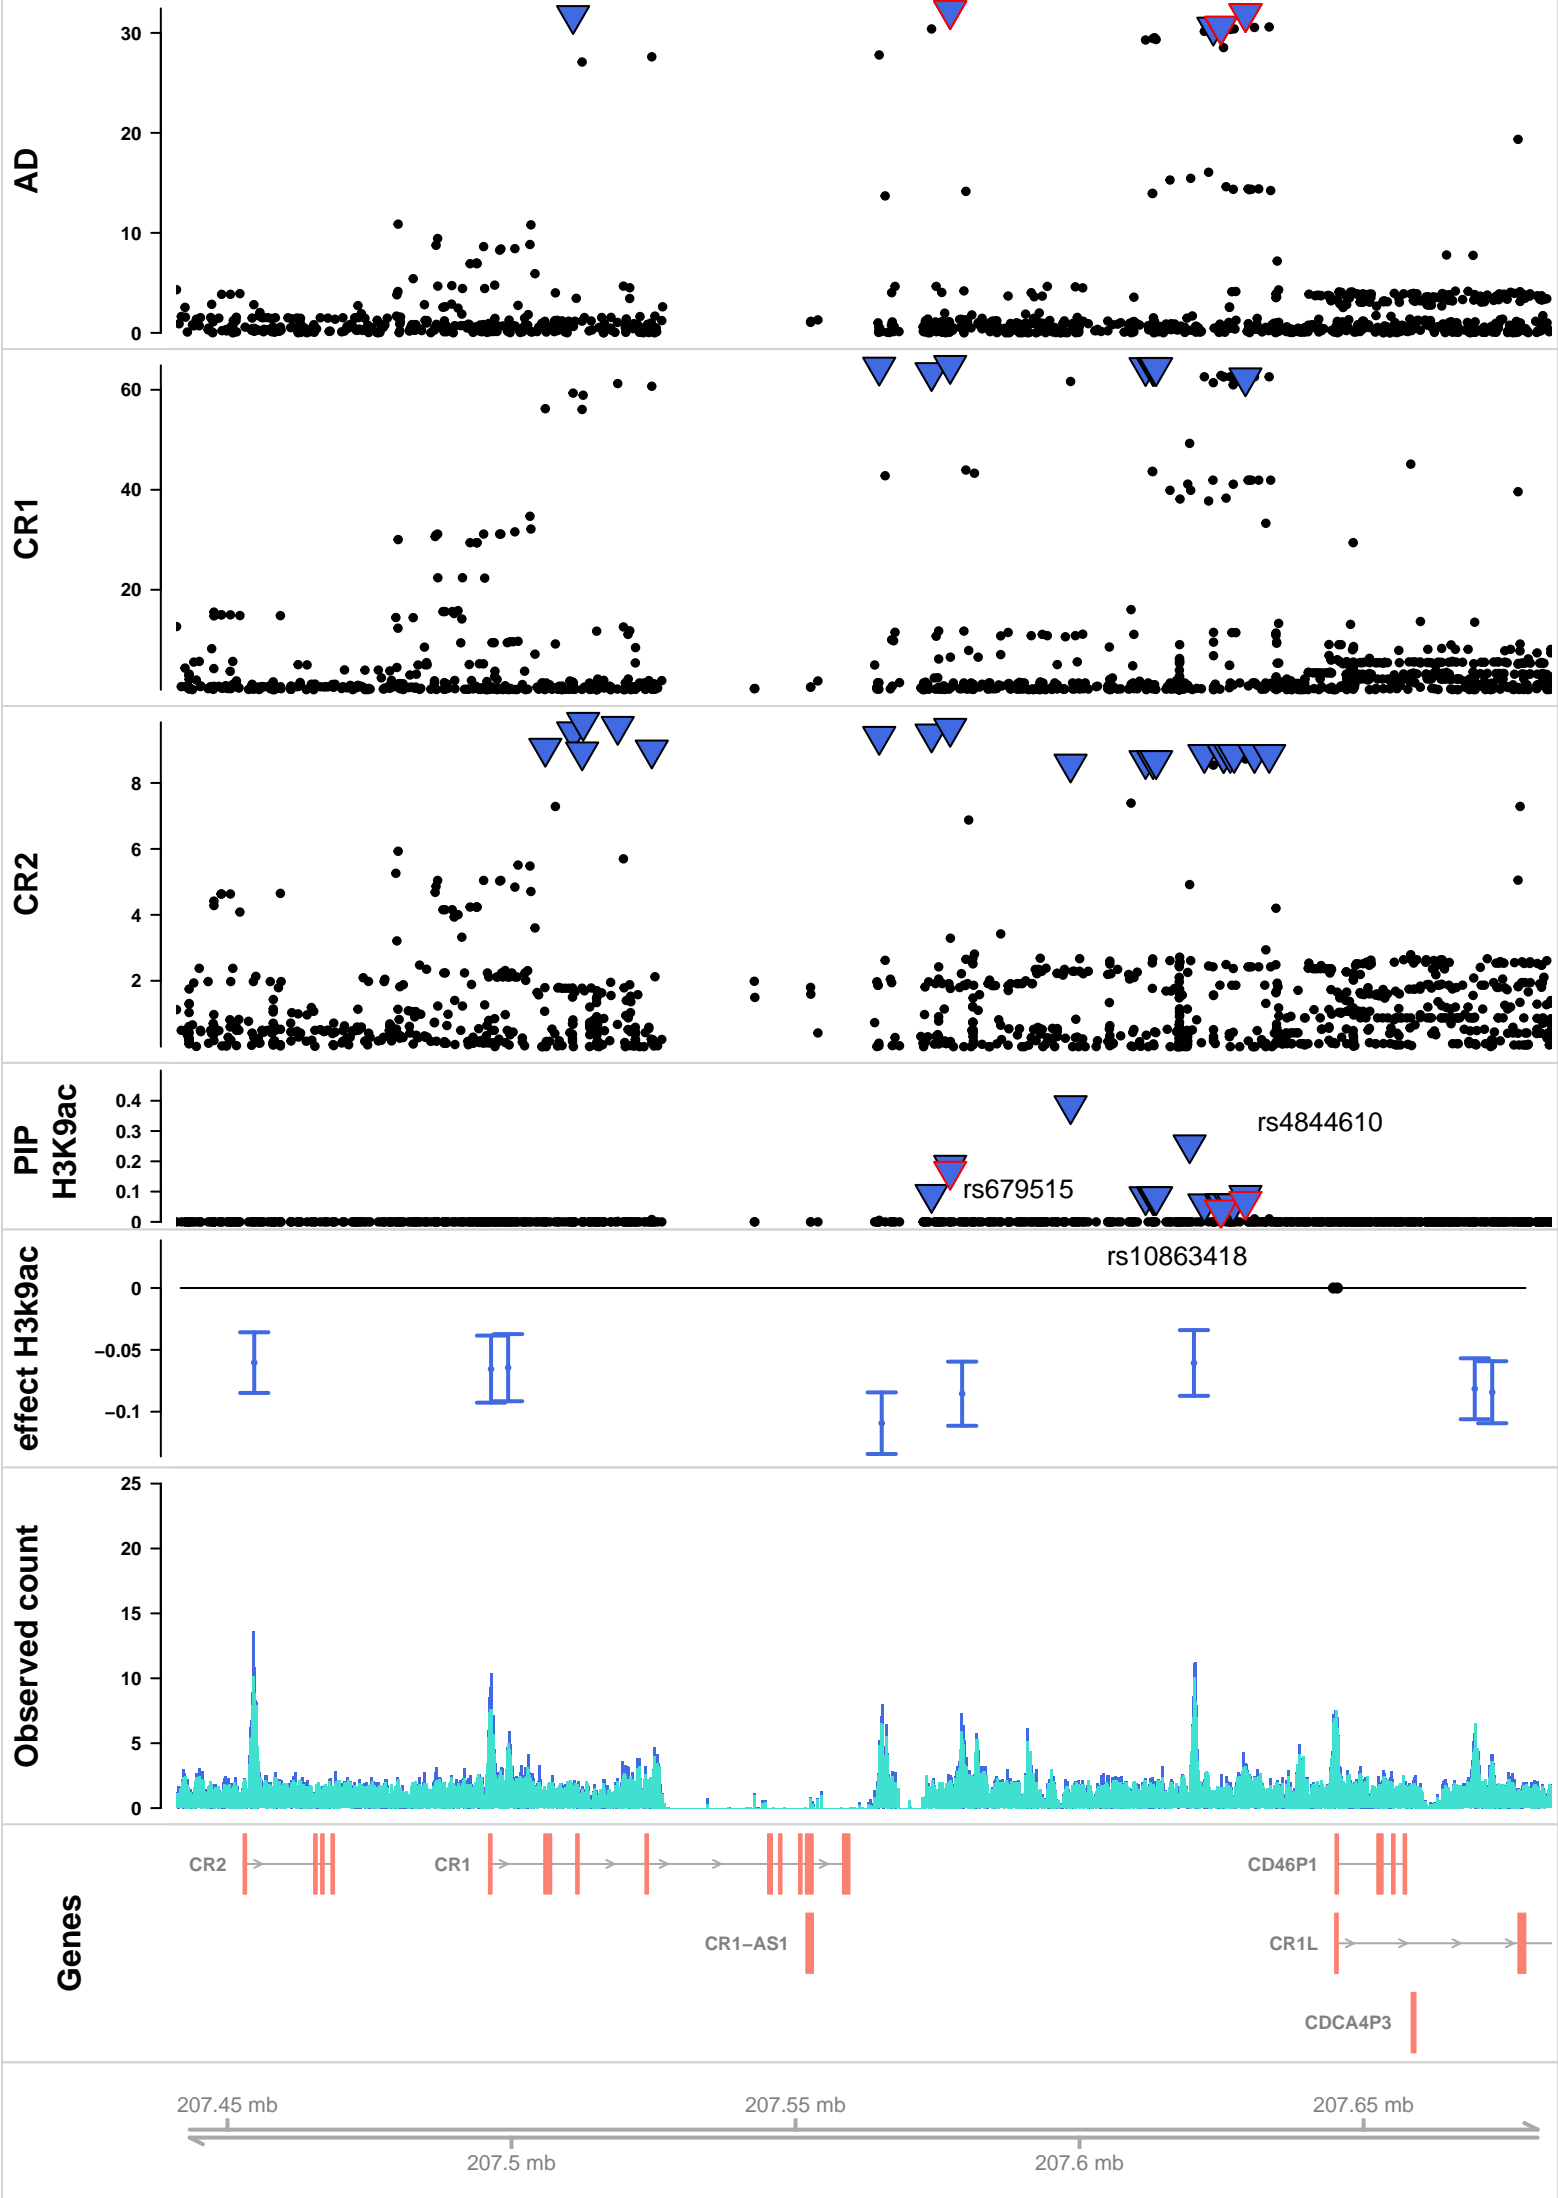 AD
30
20
10
0
CR1
60
40
20
CR2
8
6
4
2
PIP
H3K9ac
0.4
0.3
0.2
0.1
0
rs4844610
rs679515
rs10863418
effect H3k9ac
0
−0.05
−0.1
Observed count
25
20
15
10
5
0
Genes
CR2
CR1
CD46P1
CR1−AS1
CR1L
CDCA4P3
207.45 mb
207.55 mb
207.65 mb
207.5 mb
207.6 mb